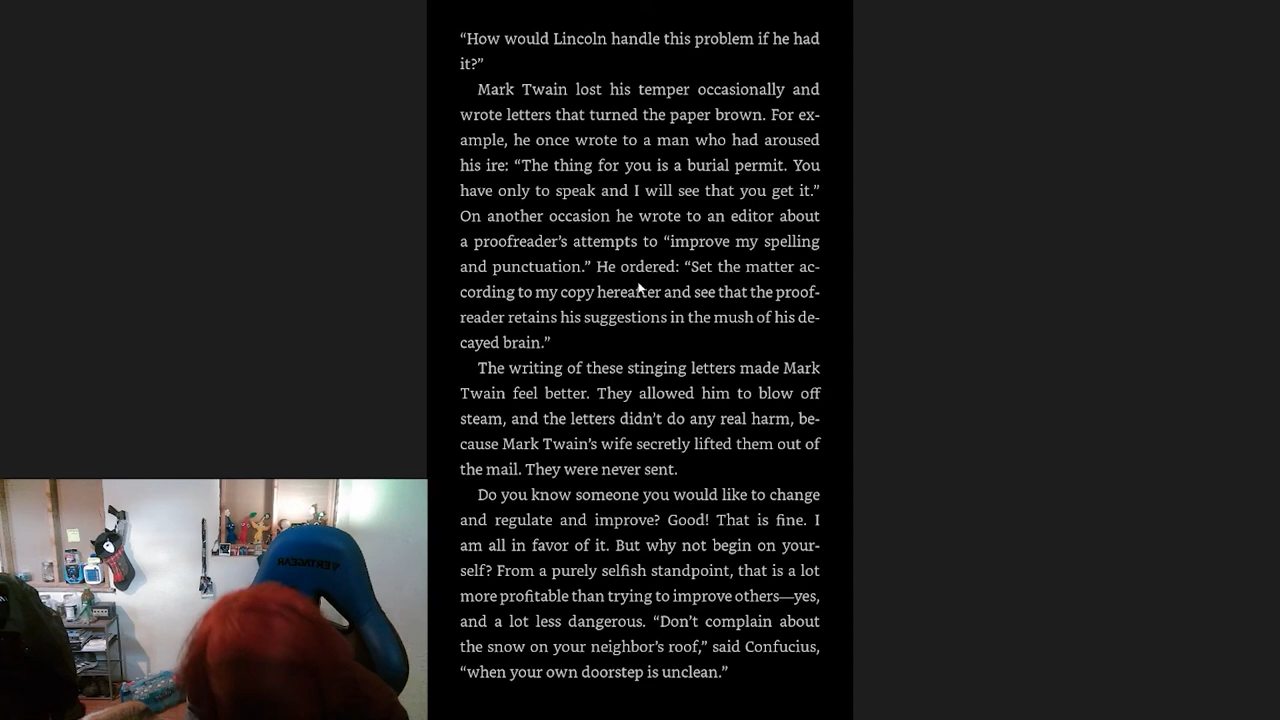 “How would Lincoln handle this problem if he had
it?”
Mark Twain lost his temper occasionally and
wrote letters that turned the paper brown. For ex-
ample, he once wrote to a man who had aroused
his ire: “The thing for you is a burial permit. You
have only to speak and I will see that you get it.”
On another occasion he wrote to an editor about
a proofreader’s attempts to “improve my spelling
and punctuation.” He ordered: “Set the matter ac-
cording to my copy hereafter and see that the proof-
reader retains his suggestions in the mush of his de-
cayed brain.”
The writing of these stinging letters made Mark
Twain feel better. They allowed him to blow off
steam, and the letters didn’t do any real harm, be-
cause Mark Twain’s wife secretly lifted them out of
the mail. They were never sent.
Do you know someone you would like to change
and regulate and improve? Good! That is fine. I
am all in favor of it. But why not begin on your-
self? From a purely selfish standpoint, that is a lot
more profitable than trying to improve others—yes,
and a lot less dangerous. “Don’t complain about
the snow on your neighbor’s roof,” said Confucius,
“when your own doorstep is unclean.”
VERTAGEAR